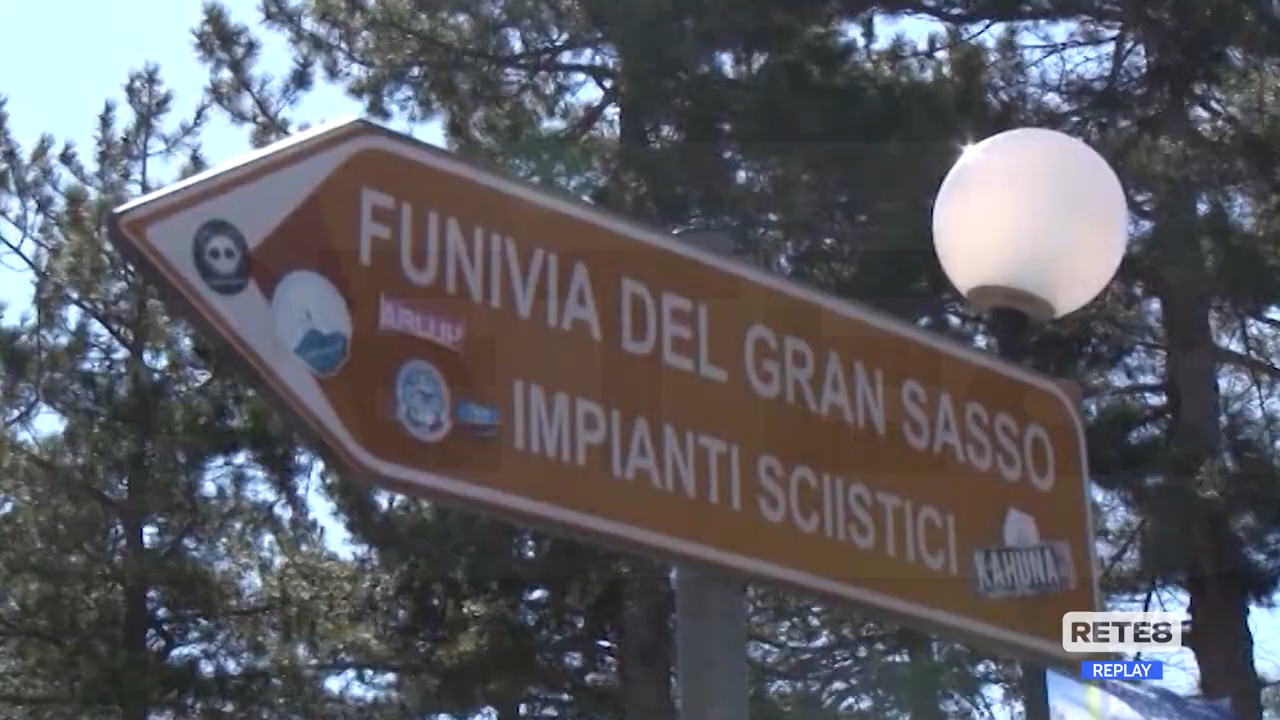 FUNIVIA DEL GRAN SASSO
IMPIANTI SCIISTICI
KAHUNA
RETE8
REPLAY